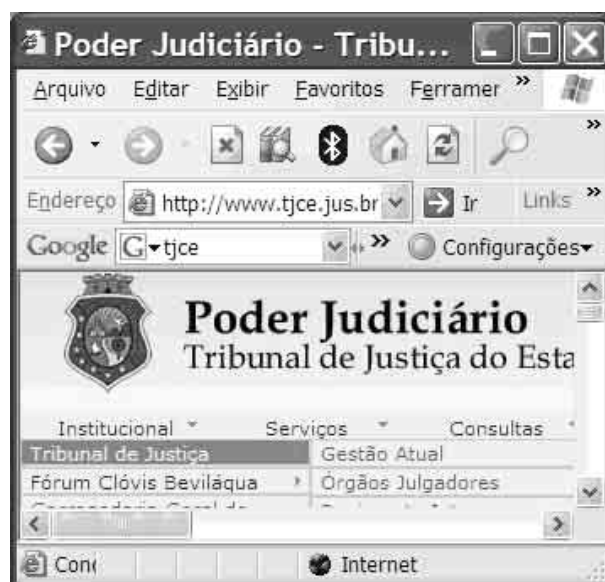 Poder Judiciário - Tribu...
Arquivo Editar Exibir Favoritos Ferramer »
»
Endereço http://www.tjce.jus.br Ir Links »
Google G tjce » Configurações
Poder Judiciário
Tribunal de Justiça do Esta
Institucional Serviços Consultas
Tribunal de Justiça Gestão Atual
Fórum Clóvis Beviláqua Órgãos Julgadores
Internet